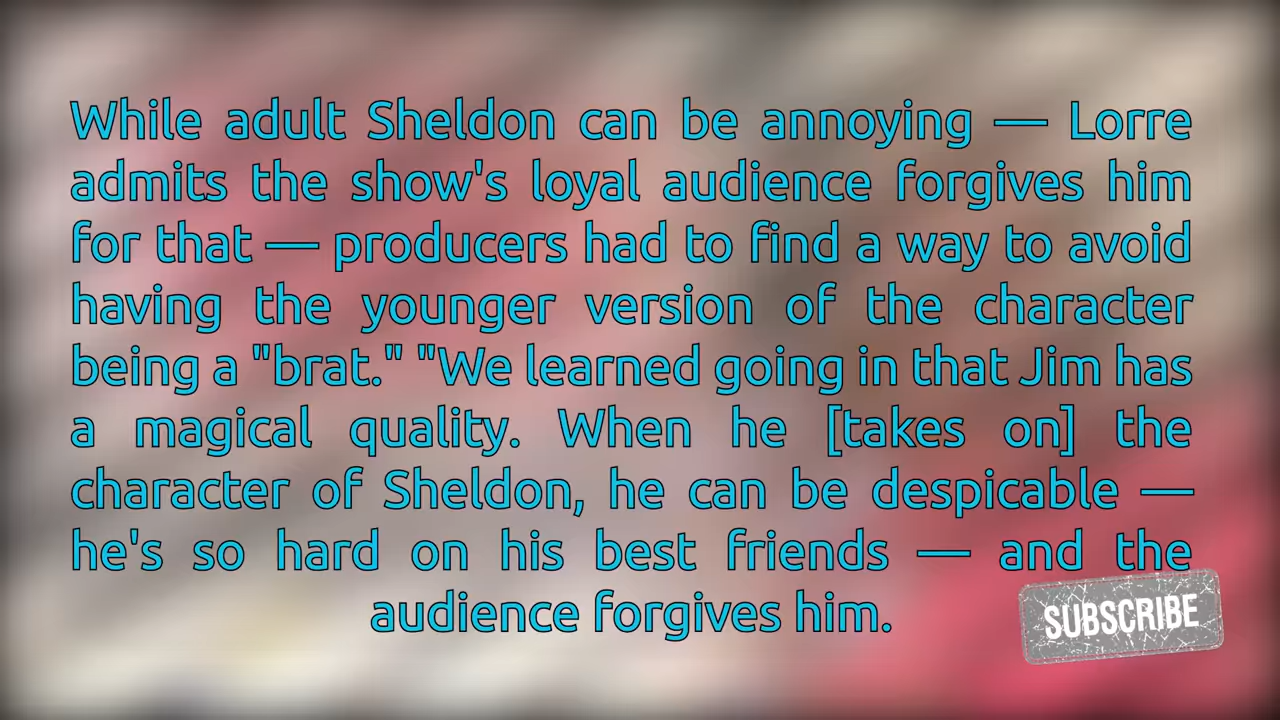 While adult Sheldon can be annoying — Lorre
admits the show's loyal audience forgives him
for that — producers had to find a way to avoid
having the younger version of the character
being a "brat." "We learned going in that Jim has
a magical quality. When he [takes on] the
character of Sheldon, he can be despicable —
he's so hard on his best friends — and the
audience forgives him.
SUBSCRIBE